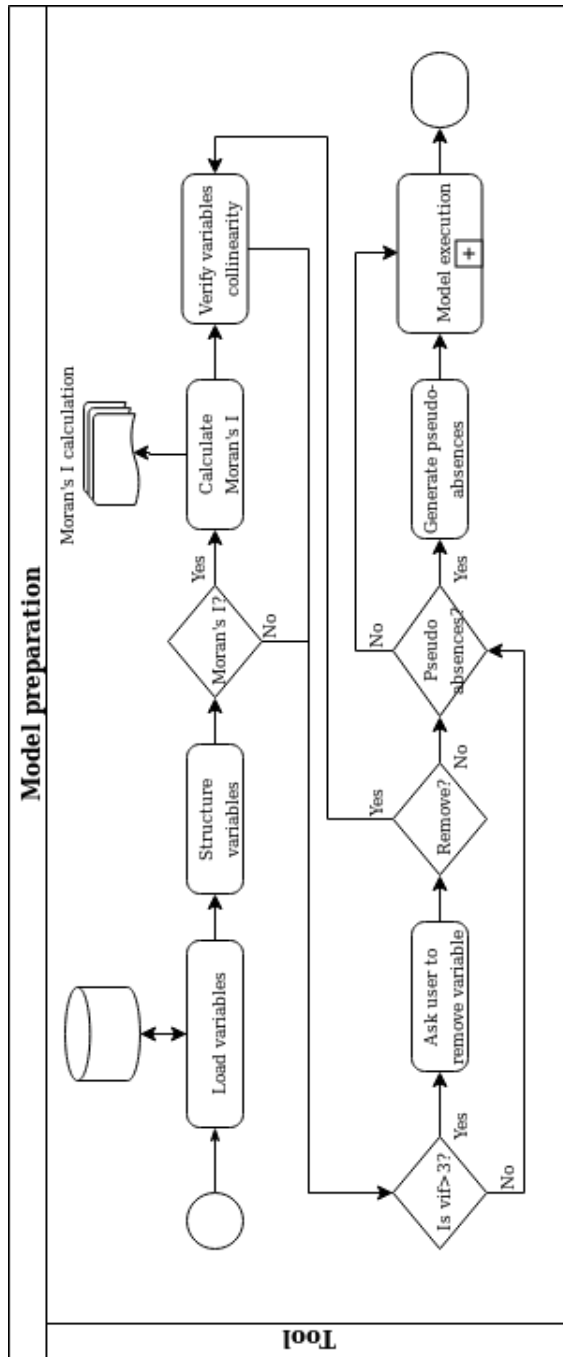 Model preparation
Tool
Load variables
Structure
variables
Moran's I?
Yes
No
Calculate
Moran's I
Moran's I calculation
Verify variables
collinearity
Is vif> 3?
Yes
No
Ask user to
remove variable
Remove?
Yes
No
Pseudo
absences?
No
Yes
Generate pseudo-
absences
Model execution
+